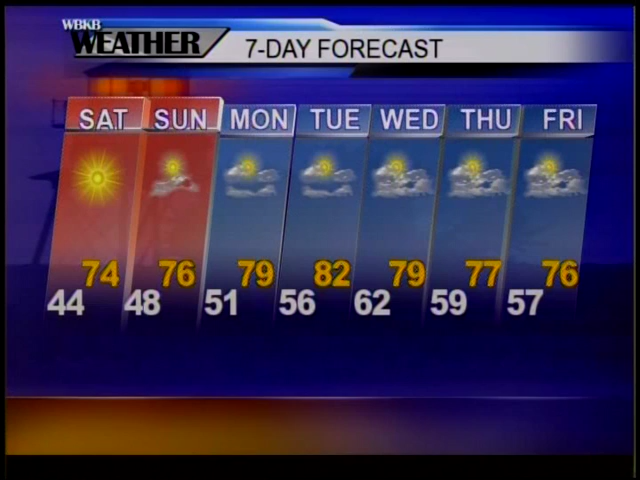 WBKB
WEATHER
7-DAY FORECAST
SAT SUN MON TUE WED THU FRI
74 76 79 82 79 77 76
44 48 51 56 62 59 57